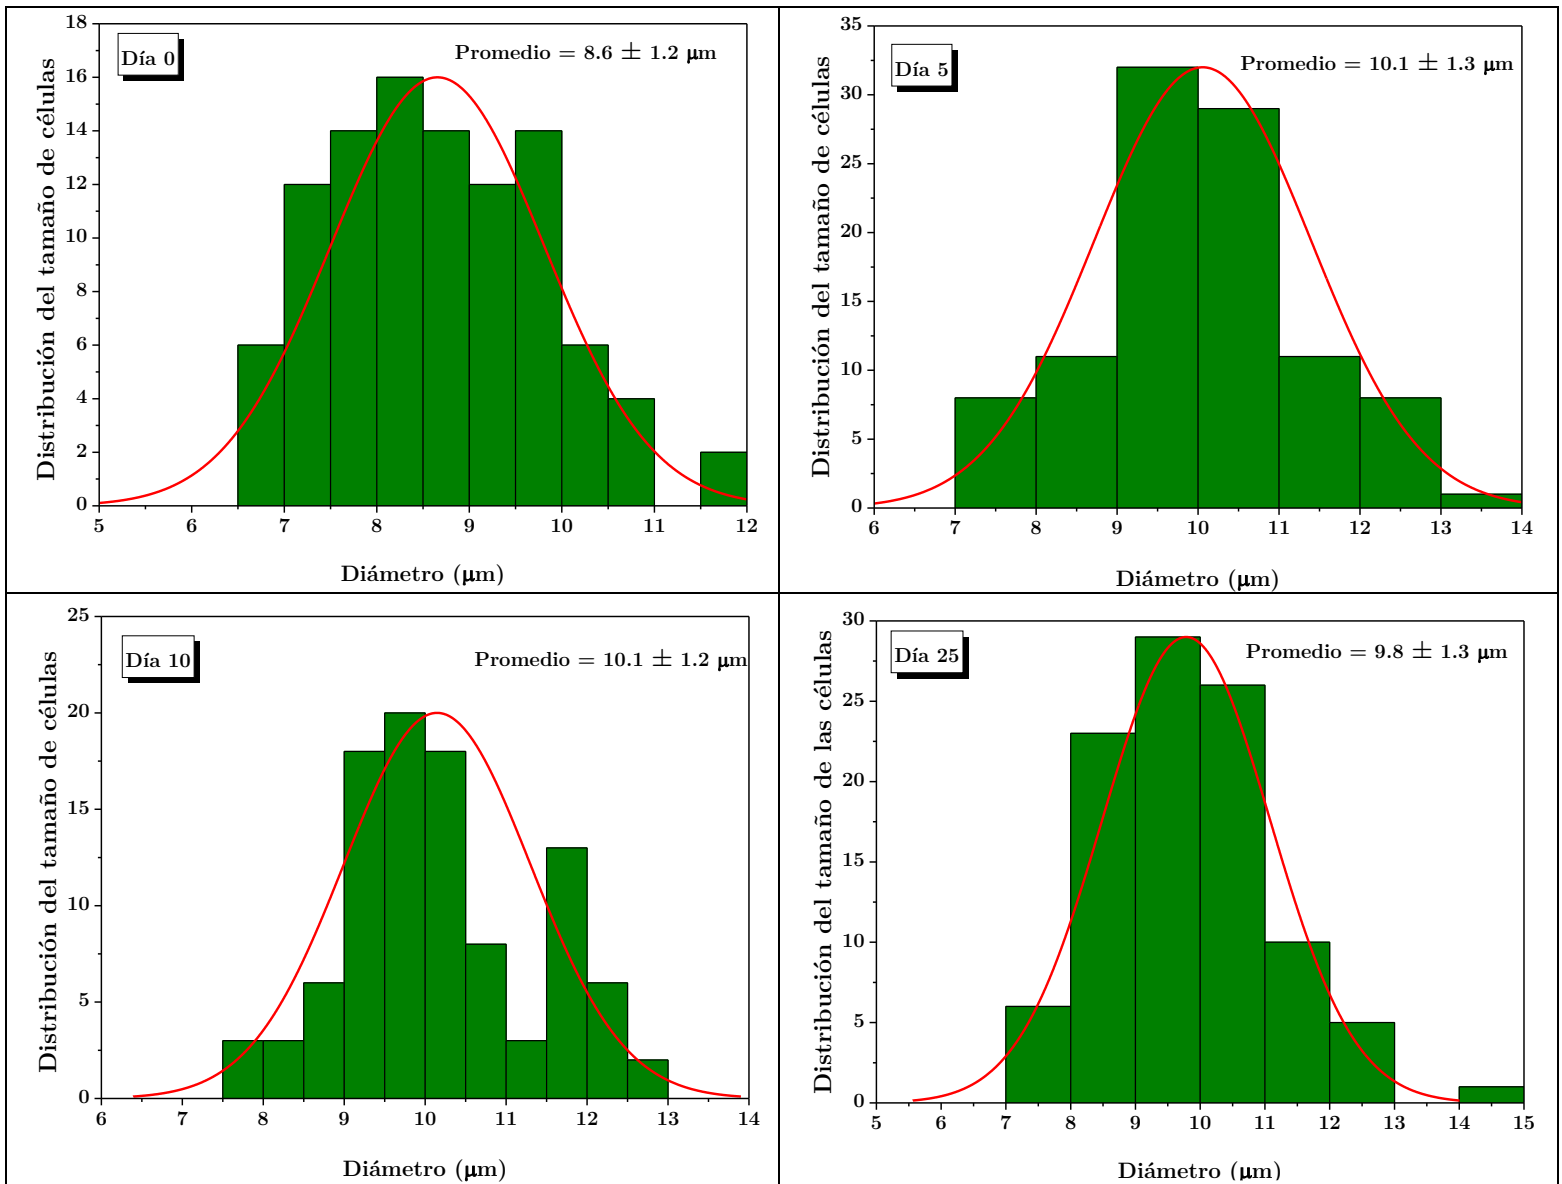 Día 0
Promedio = 8.6 ± 1.2 μm
Distribución del tamaño de células
18
16
14
12
10
8
6
4
2
0
5 6 7 8 9 10 11 12
Diámetro (μm)
Día 5
Promedio = 10.1 ± 1.3 μm
Distribución del tamaño de células
35
30
25
20
15
10
5
0
6 7 8 9 10 11 12 13 14
Diámetro (μm)
Día 10
Promedio = 10.1 ± 1.2 μm
Distribución del tamaño de células
25
20
15
10
5
0
6 7 8 9 10 11 12 13 14
Diámetro (μm)
Día 25
Promedio = 9.8 ± 1.3 μm
Distribución del tamaño de las células
30
25
20
15
10
5
0
5 6 7 8 9 10 11 12 13 14 15
Diámetro (μm)